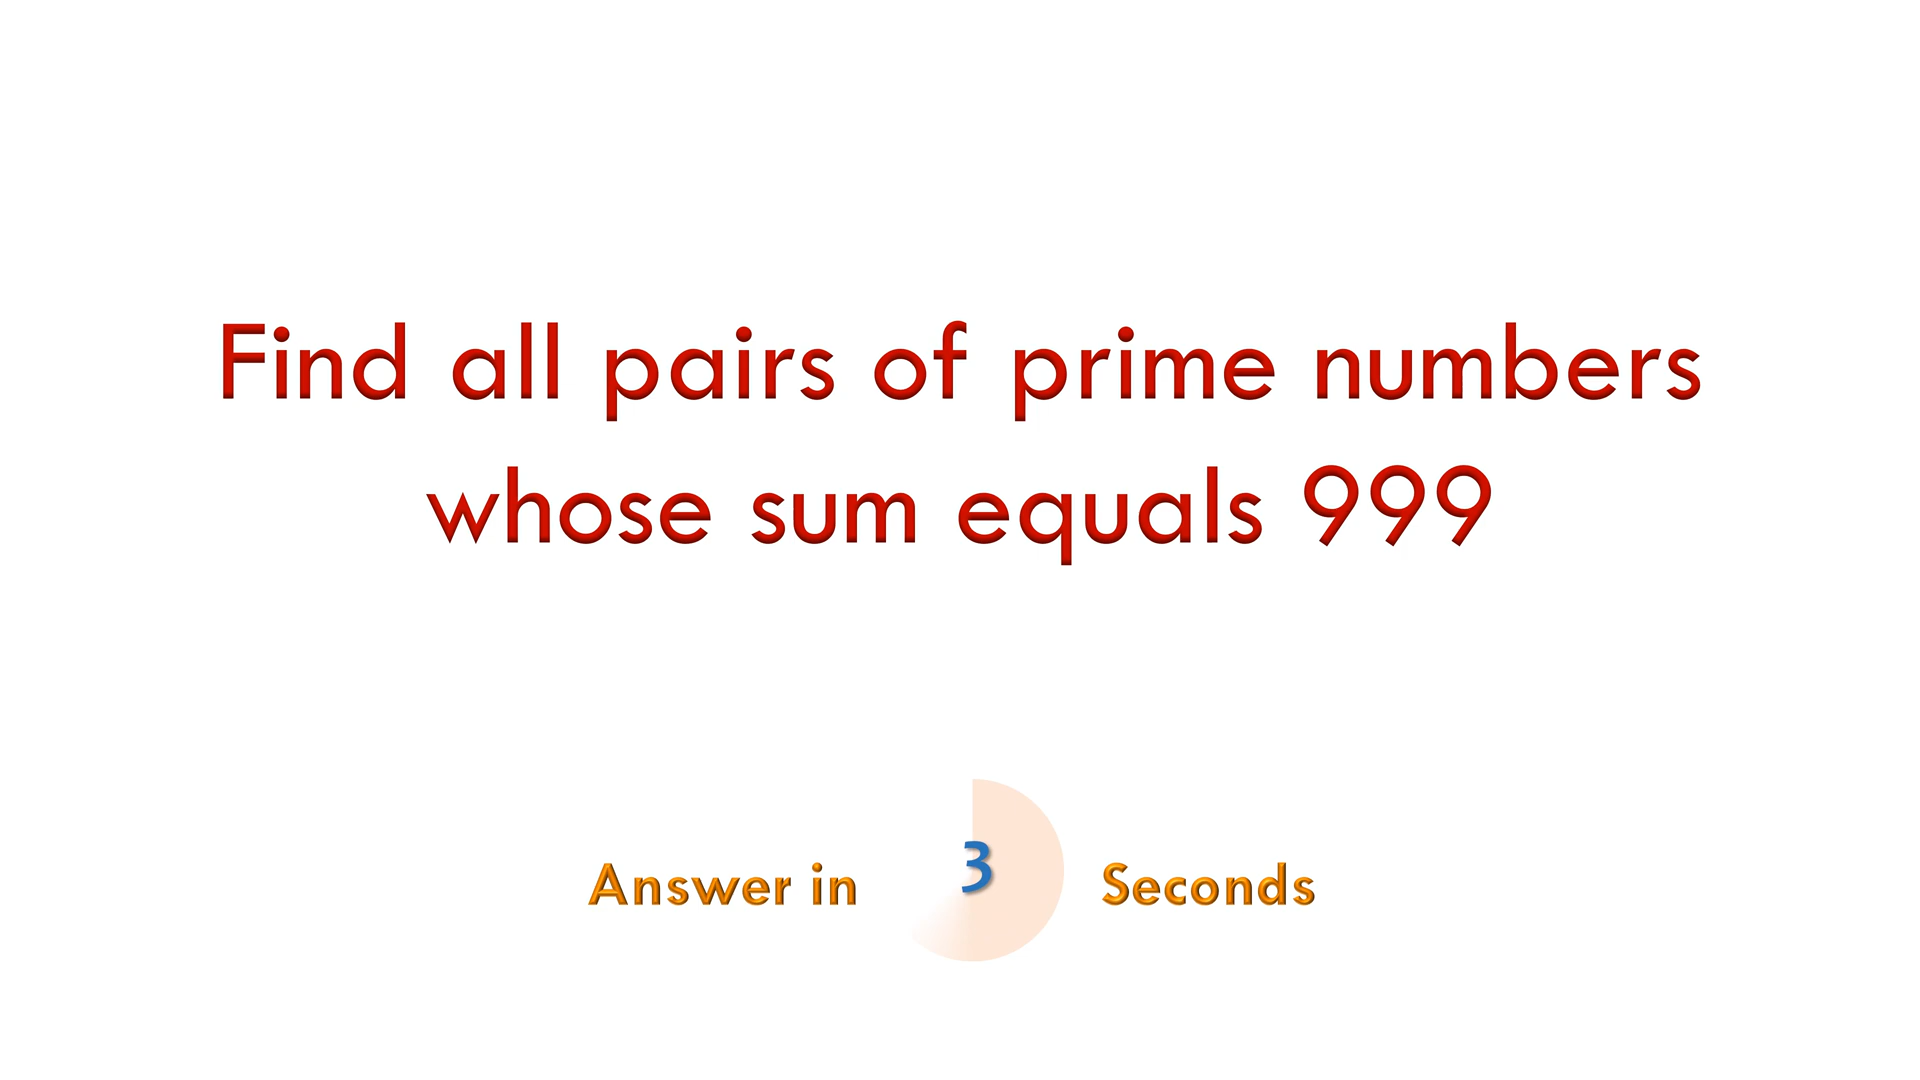 Find all pairs of prime numbers
whose sum equals 999
Answer in 3 Seconds